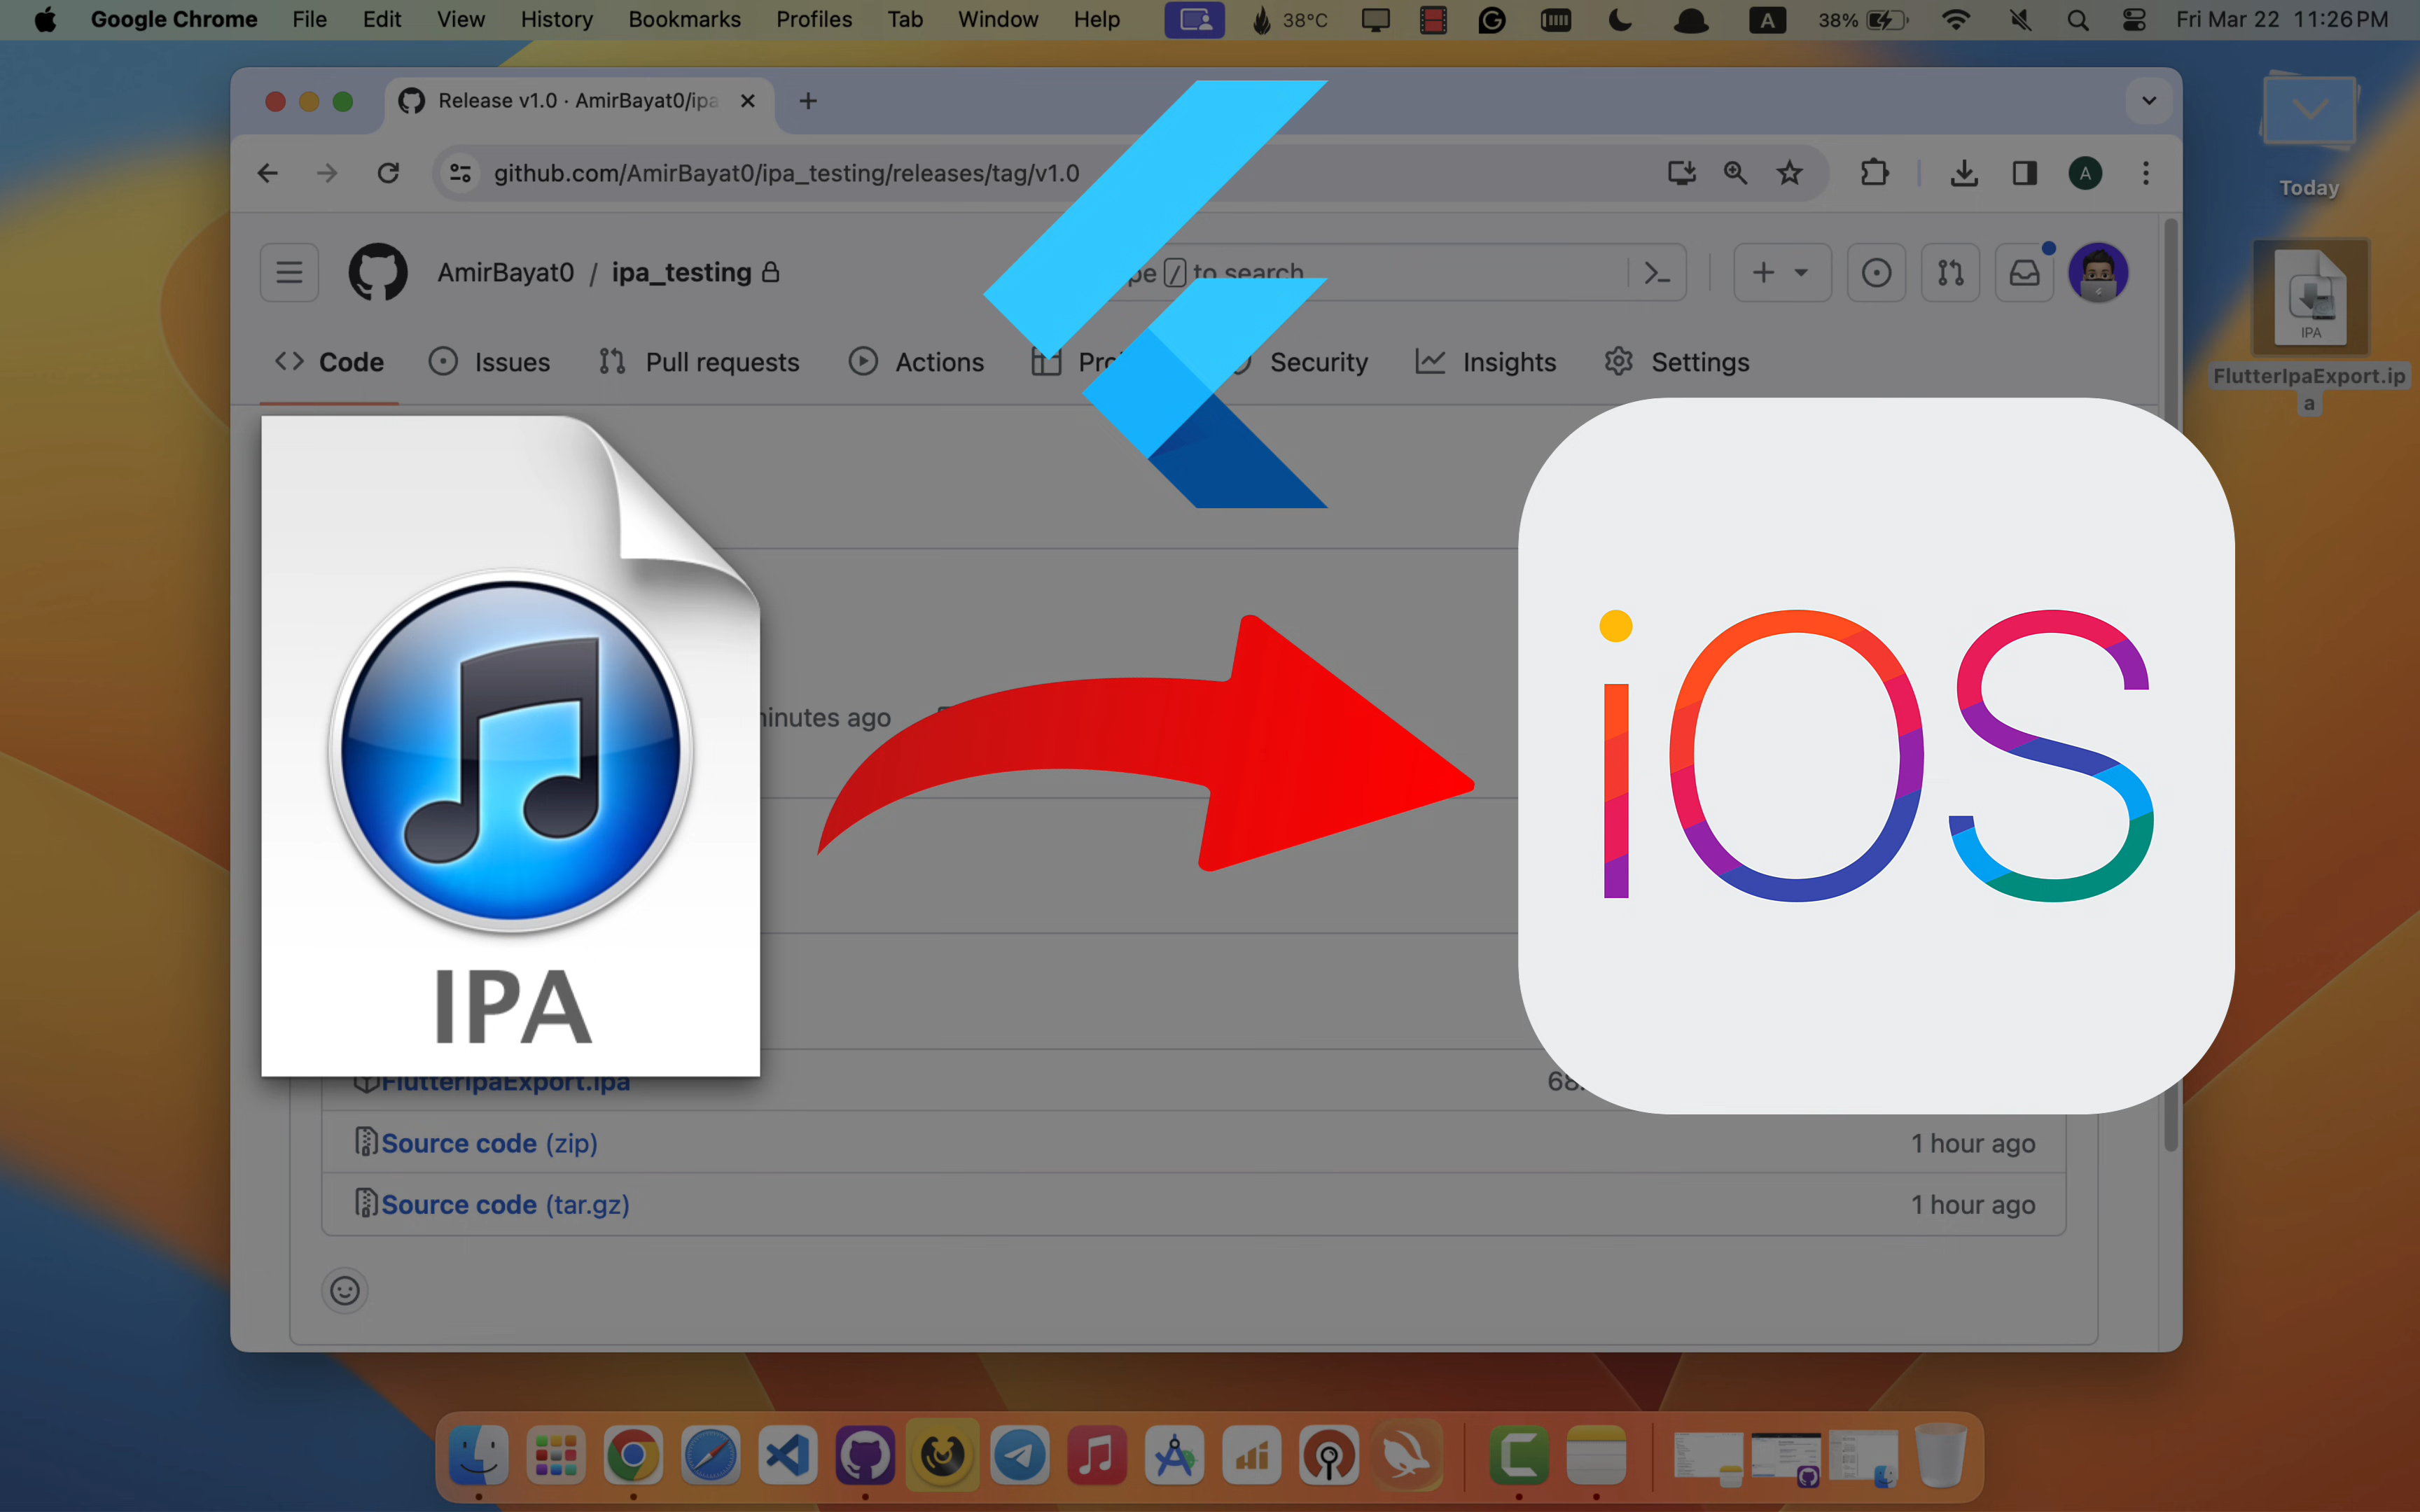 Google Chrome File Edit View History Bookmarks Profiles Tab Window Help 38°C A 38% Fri Mar 22 11:26 PM
Release v1.0 · AmirBayat0/ipa
github.com/AmirBayat0/ipa_testing/releases/tag/v1.0
A
Today
AmirBayat0 / ipa_testing
/ to search
IPA
FlutterIpaExport.ip
a
Code Issues Pull requests Actions Security Insights Settings
iOS
minutes ago
IPA
FlutterIpaExport.ipa
Source code (zip) 1 hour ago
Source code (tar.gz) 1 hour ago